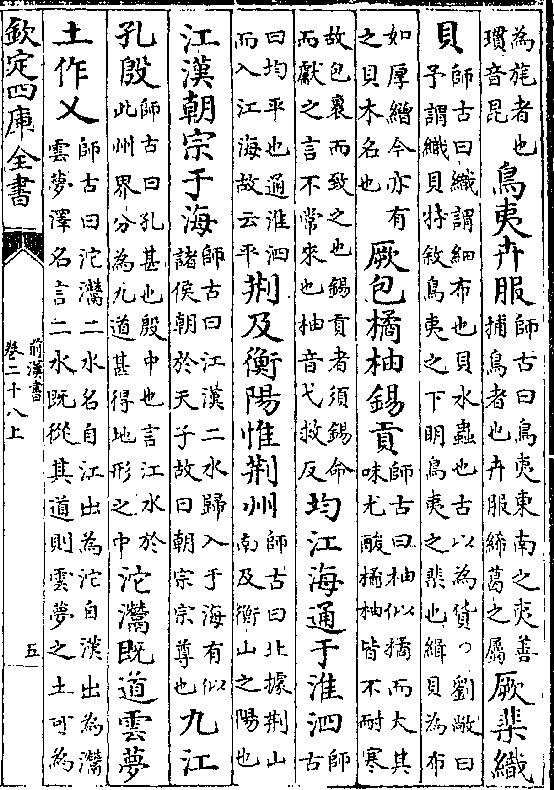 為旄者也
音昆
鳥夷卉服
師古曰鳥夷東南之夷善
捕鳥者也卉服絺葛之屬
厥棐織
貝
師古曰織謂細布也貝水蟲也古以為貨○劉敞曰
予謂織貝特敘鳥夷之下明鳥夷之棐也緝貝為布
如厚繒今亦有
之貝木名也
厥包橘柚錫貢
師古曰柚似橘而大其
味尤酸橘柚皆不耐寒
故包裹而致之也錫貢者須錫命
而獻之言不常來也柚音弋救反
均江海通于淮泗
師
古
曰均平也通淮泗
而入江海故云平
荆及衡陽惟荆州
師古曰北據荆山
南及衡山之陽也
江漢朝宗于海
師古曰江漢二水歸入于海有似
諸侯朝於天子故曰朝宗宗尊也
九江
孔殷
師古曰孔甚也殷中也言江水於
此州界分為九道甚得地形之中
沱灊既道雲夢
土作乂
師古曰沱灊二水名自江出為沱自漢出為灊
雲夢澤名言二水既從其道則雲夢之土可為
欽定四庫全書
前漢書
卷二十八上
五